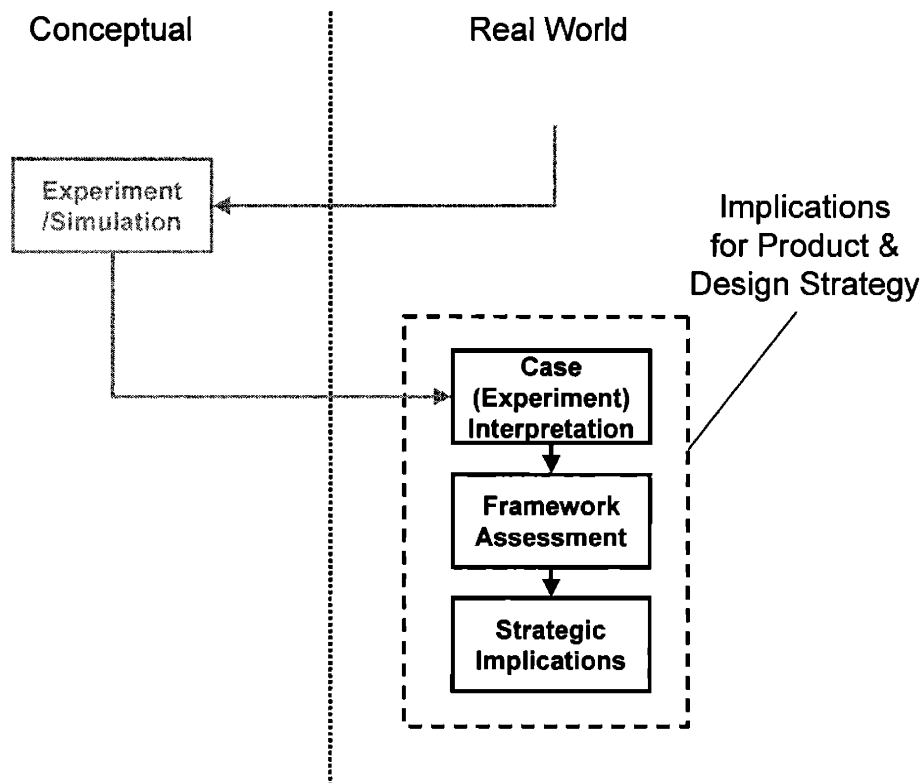 Conceptual
Real World
Experiment
/Simulation
Implications
for Product &
Design Strategy
Case
(Experiment)
Interpretation
Framework
Assessment
Strategic
Implications